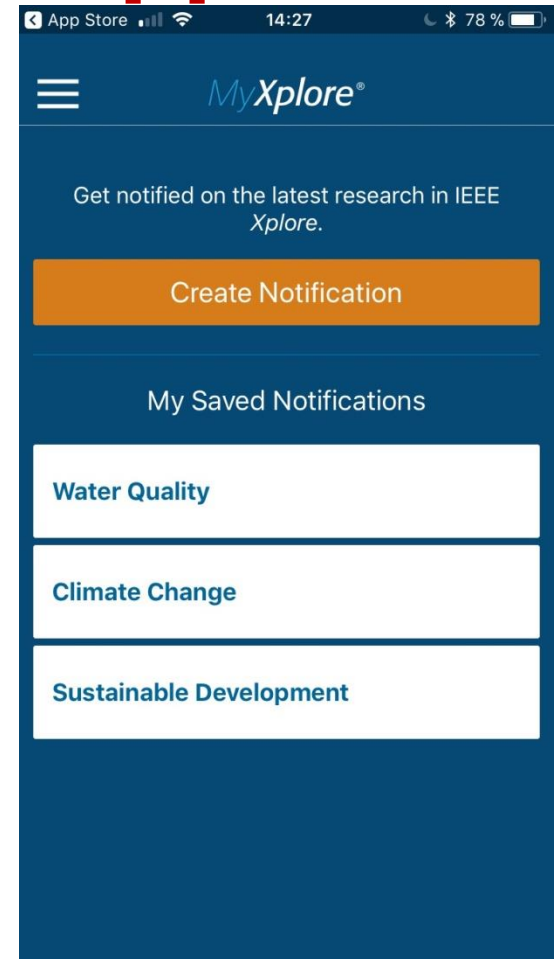 App Store 14:27 78 %
MyXplore®
Get notified on the latest research in IEEE
Xplore.
Create Notification
My Saved Notifications
Water Quality
Climate Change
Sustainable Development